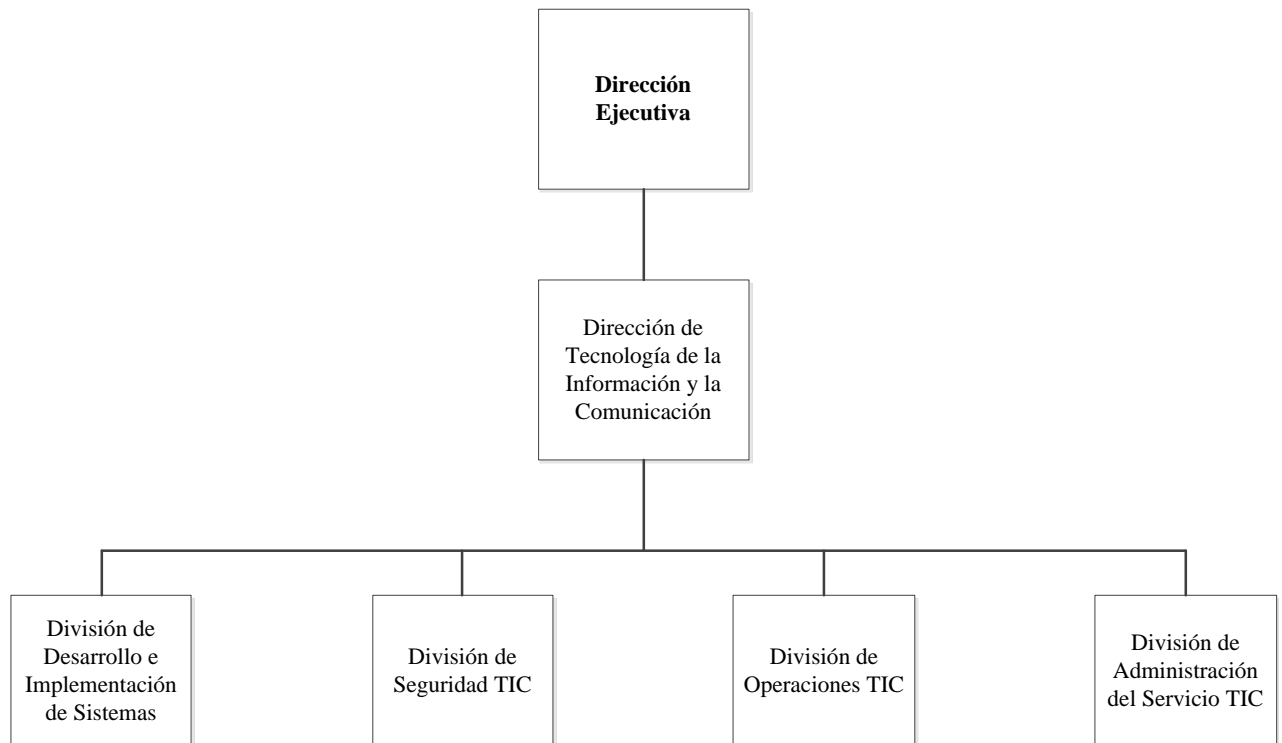 Dirección
Ejecutiva
Dirección de
Tecnología de la
Información y la
Comunicación
División de
Desarrollo e
Implementación
de Sistemas
División de
Seguridad TIC
División de
Operaciones TIC
División de
Administración
del Servicio TIC